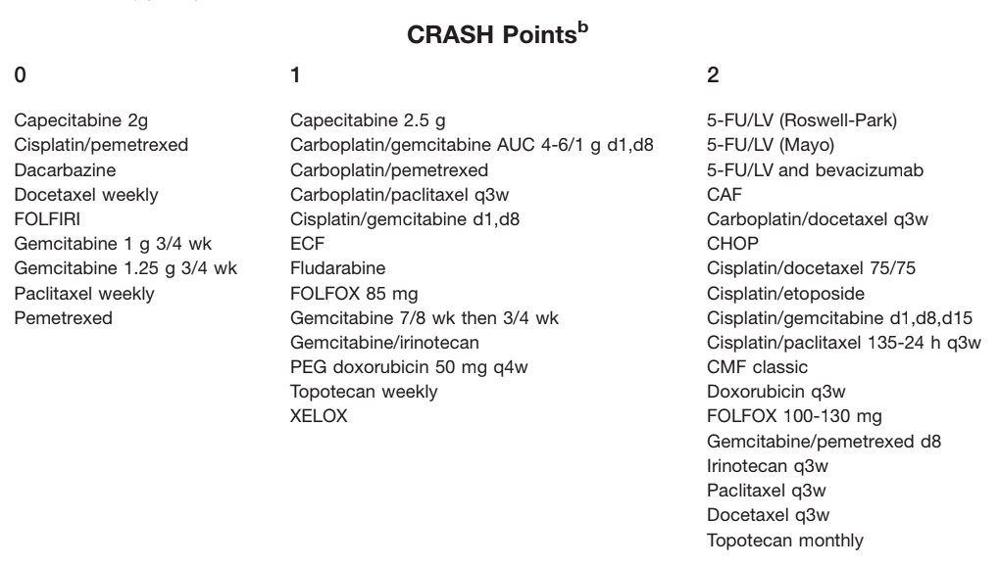 CRASH Pointsb
0
1
2
Capecitabine 2g
Cisplatin/pemetrexed
Dacarbazine
Docetaxel weekly
FOLFIRI
Gemcitabine 1 g 3/4 wk
Gemcitabine 1.25 g 3/4 wk
Paclitaxel weekly
Pemetrexed
Capecitabine 2.5 g
Carboplatin/gemcitabine AUC 4-6/1 g d1,d8
Carboplatin/pemetrexed
Carboplatin/paclitaxel q3w
Cisplatin/gemcitabine d1,d8
ECF
Fludarabine
FOLFOX 85 mg
Gemcitabine 7/8 wk then 3/4 wk
Gemcitabine/irinotecan
PEG doxorubicin 50 mg q4w
Topotecan weekly
XELOX
5-FU/LV (Roswell-Park)
5-FU/LV (Mayo)
5-FU/LV and bevacizumab
CAF
Carboplatin/docetaxel q3w
CHOP
Cisplatin/docetaxel 75/75
Cisplatin/etoposide
Cisplatin/gemcitabine d1,d8,d15
Cisplatin/paclitaxel 135-24 h q3w
CMF classic
Doxorubicin q3w
FOLFOX 100-130 mg
Gemcitabine/pemetrexed d8
Irinotecan q3w
Paclitaxel q3w
Docetaxel q3w
Topotecan monthly